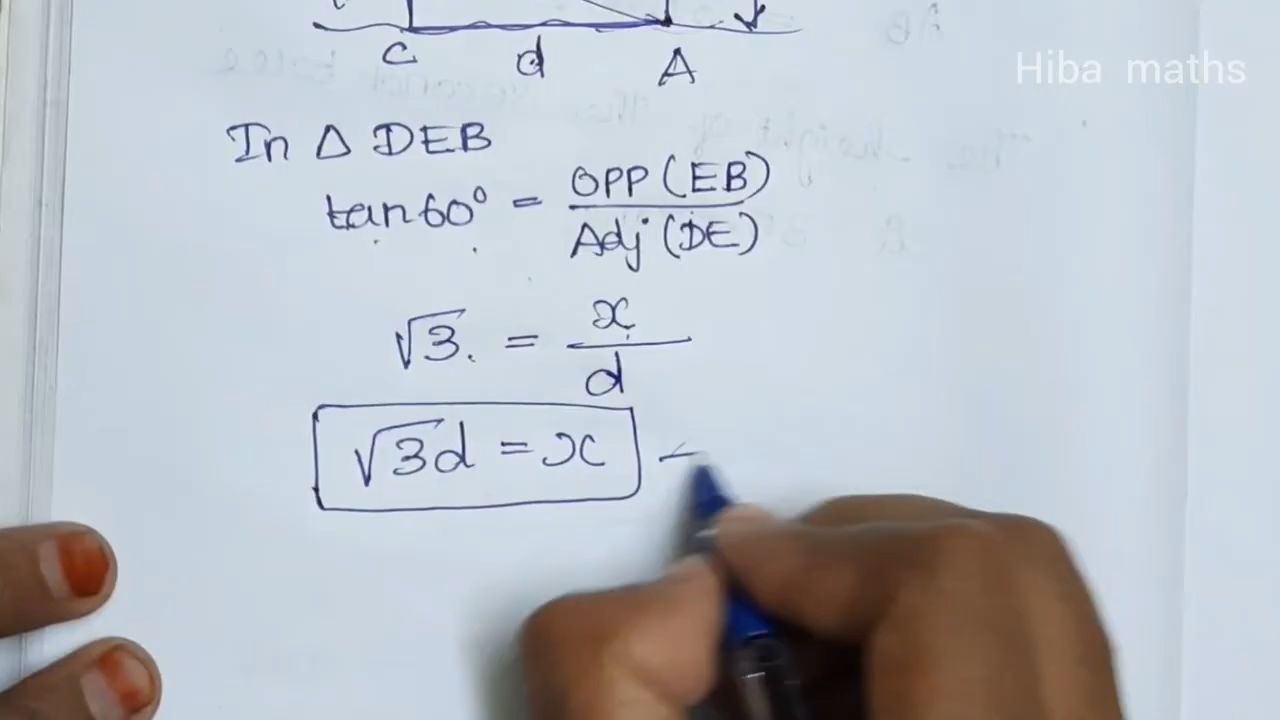 C d A
Hiba maths
In Δ DEB
tan60° = OPP (EB) / Adj (DE)
√3. = x / d
√3d = x